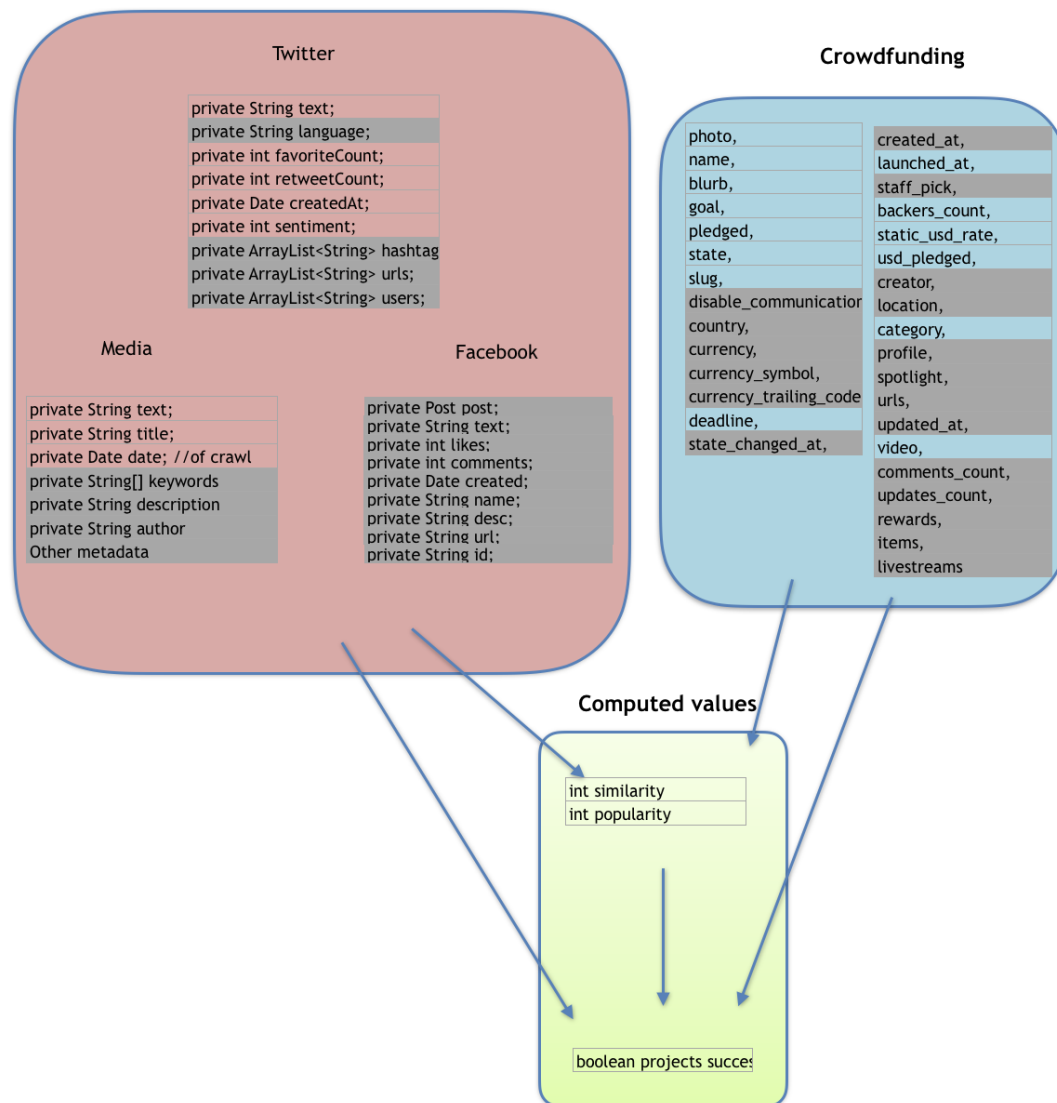 Twitter
private String text;
private String language;
private int favoriteCount;
private int retweetCount;
private Date createdAt;
private int sentiment;
private ArrayList<String> hashtag
private ArrayList<String> urls;
private ArrayList<String> users;
Media
private String text;
private String title;
private Date date; //of crawl
private String[] keywords
private String description
private String author
Other metadata
Facebook
private Post post;
private String text;
private int likes;
private int comments;
private Date created;
private String name;
private String desc;
private String url;
private String id;
Crowdfunding
photo,
name,
blurb,
goal,
pledged,
state,
slug,
disable_communication
country,
currency,
currency_symbol,
currency_trailing_code
deadline,
state_changed_at,
created_at,
launched_at,
staff_pick,
backers_count,
static_usd_rate,
usd_pledged,
creator,
location,
category,
profile,
spotlight,
urls,
updated_at,
video,
comments_count,
updates_count,
rewards,
items,
livestreams
Computed values
int similarity
int popularity
boolean projects succes